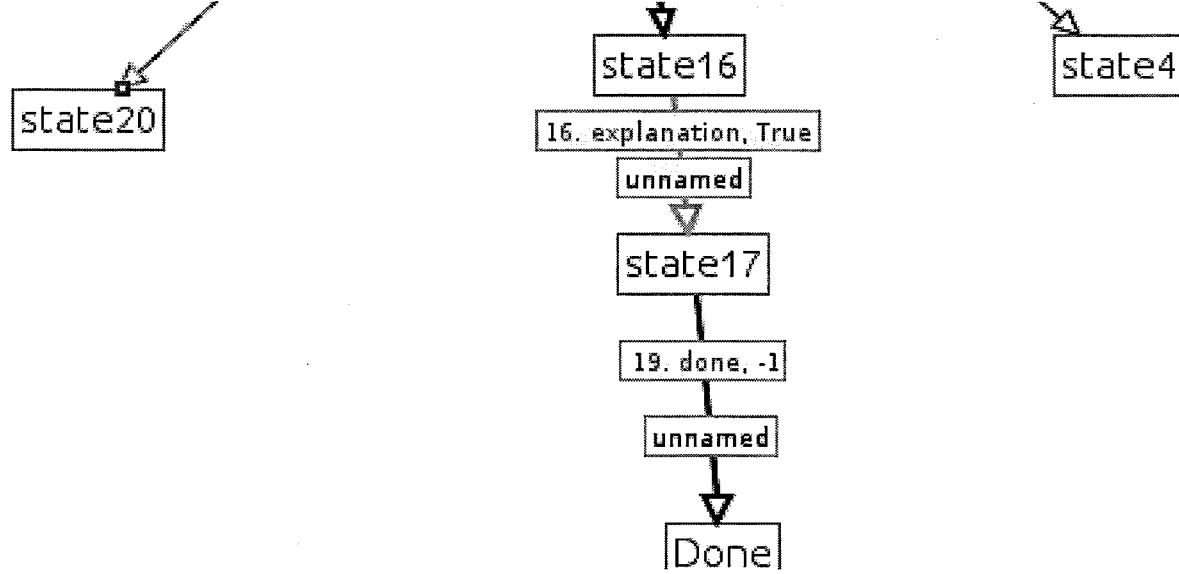 state16
state4
state20
16. explanation, True
unnamed
state17
19. done, -1
unnamed
Done